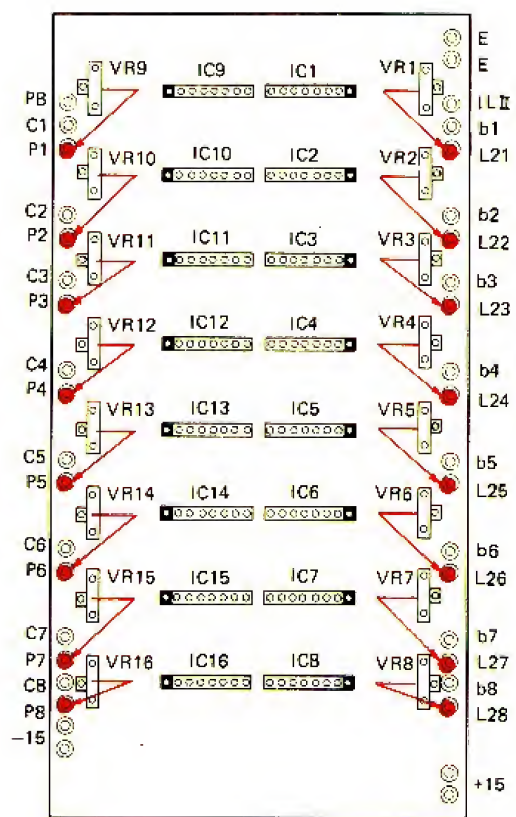 E
E
VR9 IC9 IC1 VR1
PB ILII
C1 b1
P1 L21
VR10 IC10 IC2 VR2
C2 b2
P2 L22
VR11 IC11 IC3 VR3
C3 b3
P3 L23
VR12 IC12 IC4 VR4
C4 b4
P4 L24
VR13 IC13 IC5 VR5
C5 b5
P5 L25
VR14 IC14 IC6 VR6
C6 b6
P6 L26
VR15 IC15 IC7 VR7
C7 b7
P7 L27
VR16 IC16 IC8 VR8
C8 b8
P8 L28
-15
+15